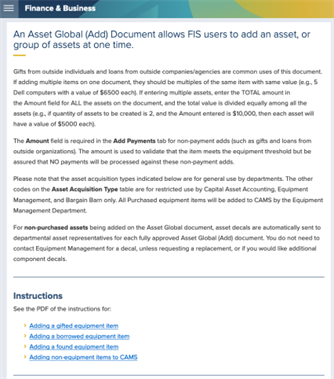 Finance & Business
An Asset Global (Add) Document allows FIS users to add an asset, or
group of assets at one time.
Gifts from outside individuals and loans from outside companies/agencies are common uses of this document.
If adding multiple items on one document, they should be multiples of the same item with same value (e.g., 5
Dell computers with a value of $6500 each). If entering multiple assets, enter the TOTAL amount in
the Amount field for ALL the assets on the document, and the total value is divided equally among all the
assets (e.g., if quantity of assets to be created is 2, and the Amount entered is $10,000, then each asset will
have a value of $5000 each).
The Amount field is required in the Add Payments tab for non-payment adds (such as gifts and loans from
outside organizations). The amount is used to validate that the item meets the equipment threshold but be
assured that NO payments will be processed against these non-payment adds.
Please note that the asset acquisition types indicated below are for general use by departments. The other
codes on the Asset Acquisition Type table are for restricted use by Capital Asset Accounting, Equipment
Management, and Bargain Barn only. All Purchased equipment items will be added to CAMS by the Equipment
Management Department.
For non-purchased assets being added on the Asset Global document, asset decals are automatically sent to
departmental asset representatives for each fully approved Asset Global (Add) document. You do not need to
contact Equipment Management for a decal, unless requesting a replacement, or if you would like additional
component decals.
Instructions
See the PDF of the instructions for:
Adding a gifted equipment item
Adding a borrowed equipment item
Adding a found equipment item
Adding non-equipment items to CAMS